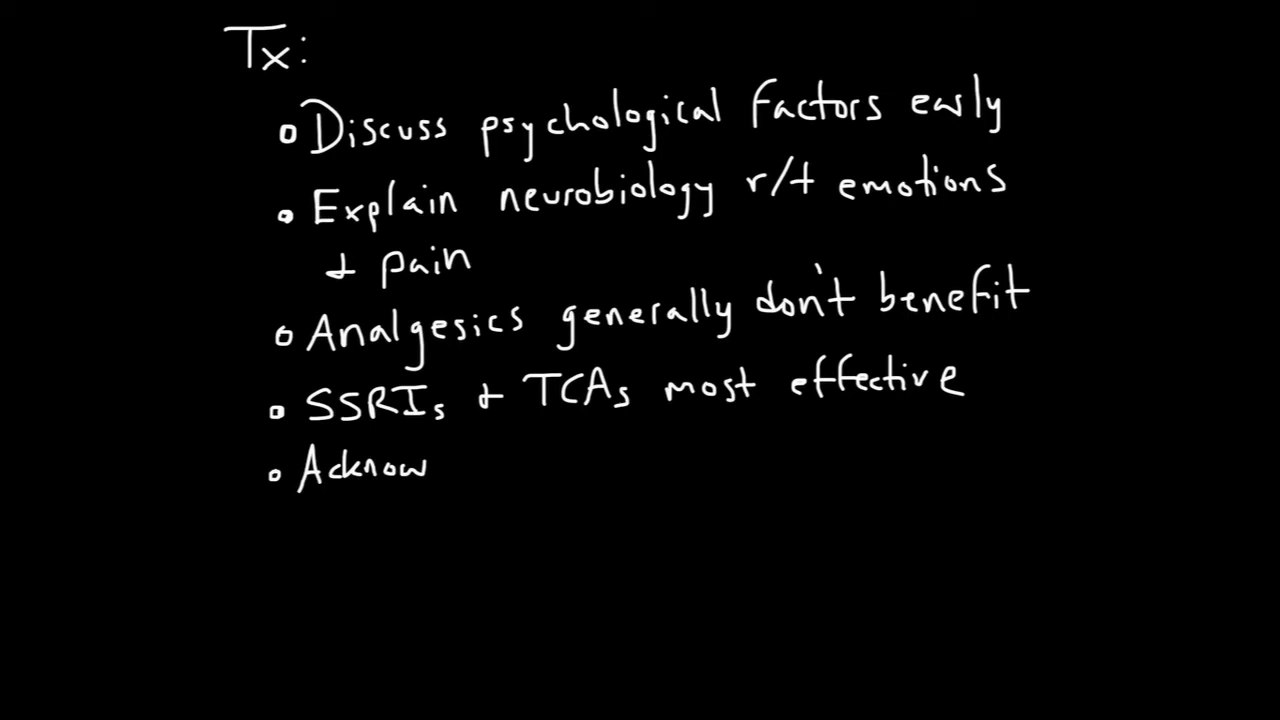 Tx:
Discuss psychological factors early
Explain neurobiology r/t emotions
+ pain
Analgesics generally don't benefit
SSRIs + TCAs most effective
Acknow